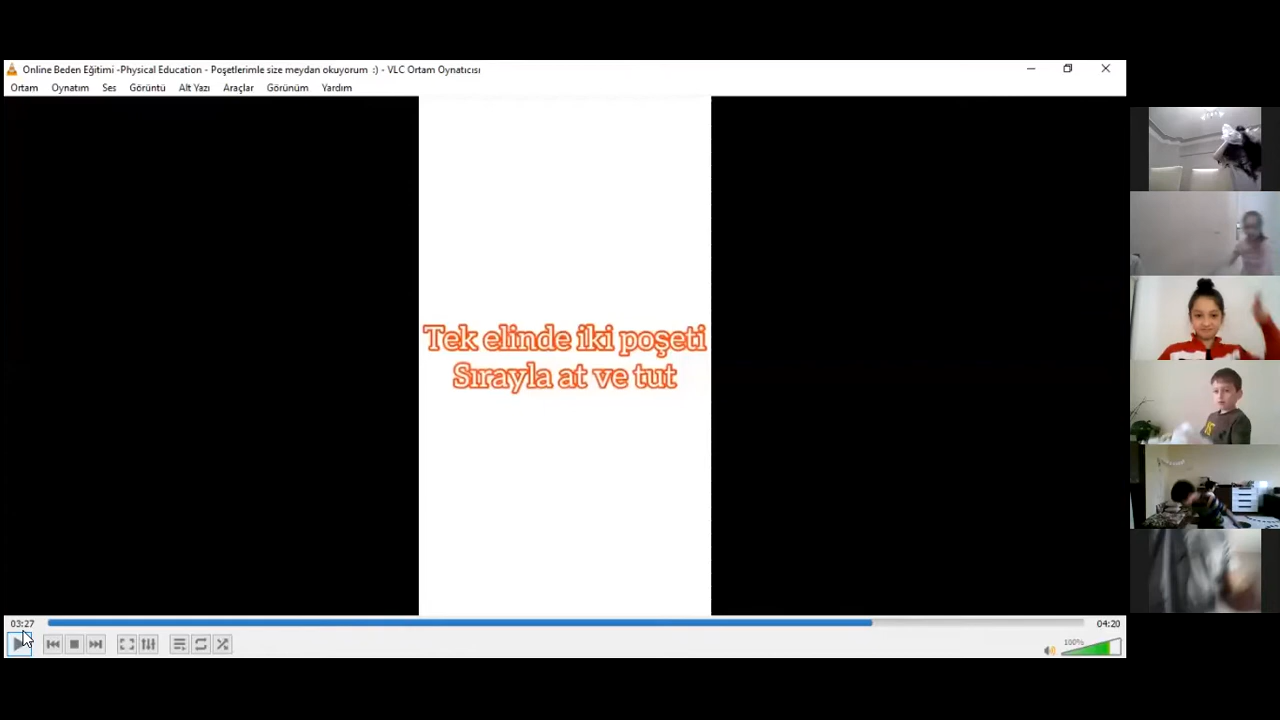 Online Beden Eğitimi -Physical Education - Poşetlerimle size meydan okuyorum :) - VLC Ortam Oynatıcısı
Ortam Oynatım Ses Görüntü Alt Yazı Araçlar Görünüm Yardım
Tek elinde iki poşeti
Sırayla at ve tut
03:27
04:20
100%